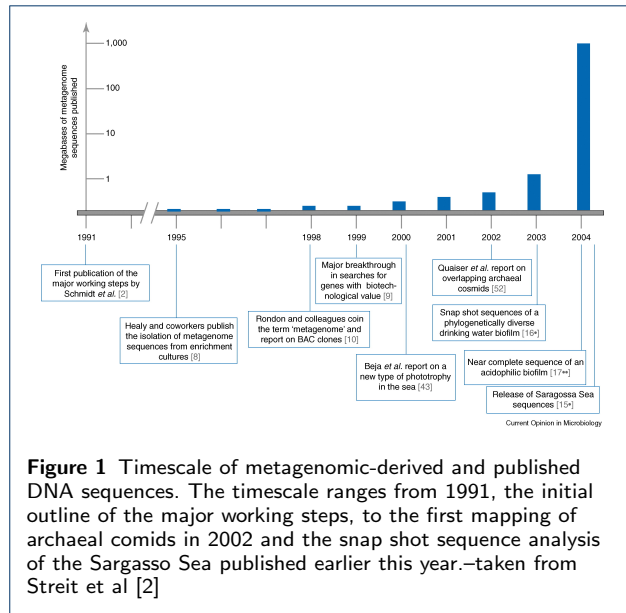 Megabases of metagenome
sequences published
1,000
100
10
1
1991
1995
1998
1999
2000
2001
2002
2003
2004
First publication of the
major working steps by
Schmidt et al. [2]
Healy and coworkers publish
the isolation of metagenome
sequences from enrichment
cultures [8]
Rondon and colleagues coin
the term ‘metagenome’ and
report on BAC clones [10]
Major breakthrough
in searches for
genes with biotech-
nological value [9]
Beja et al. report on a
new type of phototrophy
in the sea [43]
Quaiser et al. report on
overlapping archaeal
cosmids [52]
Snap shot sequences of a
phylogenetically diverse
drinking water biofilm [16•]
Near complete sequence of an
acidophilic biofilm [17••]
Release of Saragossa Sea
sequences [15•]
Current Opinion in Microbiology
Figure 1 Timescale of metagenomic-derived and published
DNA sequences. The timescale ranges from 1991, the initial
outline of the major working steps, to the first mapping of
archaeal comids in 2002 and the snap shot sequence analysis
of the Sargasso Sea published earlier this year.–taken from
Streit et al [2]